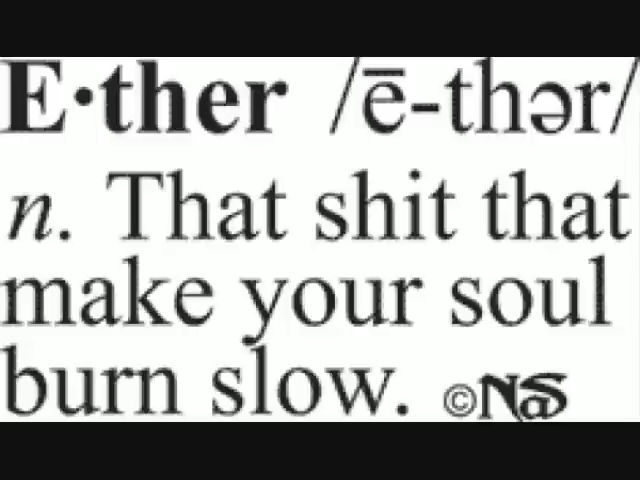 E·ther /ē-thər/
n. That shit that
make your soul
burn slow. ©Nas